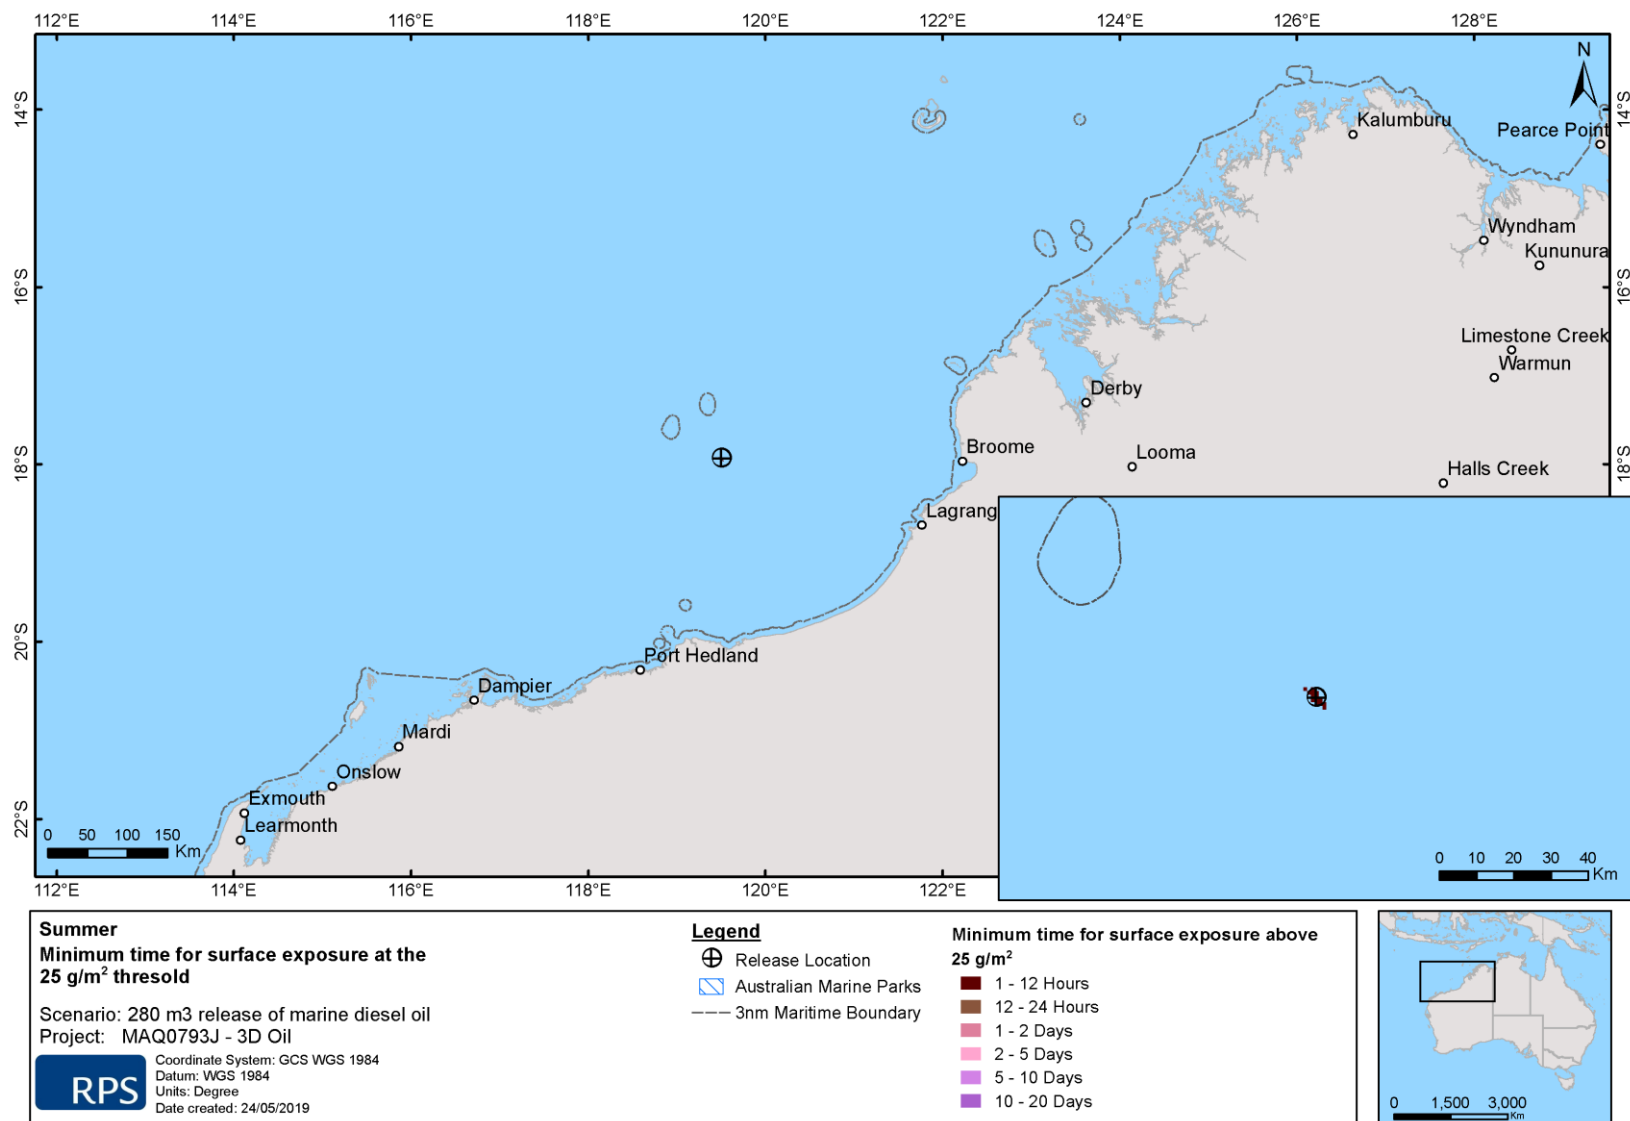 112°E 114°E 116°E 118°E 120°E 122°E 124°E 126°E 128°E
N
14°S 14°S
Kalumburu
Pearce Point
Wyndham
Kununura
16°S 16°S
Limestone Creek
Warmun
Derby
Broome
Looma
18°S 18°S
Halls Creek
Lagrang
20°S
Port Hedland
Dampier
Mardi
Onslow
Exmouth
22°S
Learmonth
0 50 100 150
Km
0 10 20 30 40
Km
112°E 114°E 116°E 118°E 120°E 122°E
Summer
Minimum time for surface exposure at the
25 g/m² thresold
Scenario: 280 m3 release of marine diesel oil
Project: MAQ0793J - 3D Oil
RPS
Coordinate System: GCS WGS 1984
Datum: WGS 1984
Units: Degree
Date created: 24/05/2019
Legend
Release Location
Australian Marine Parks
3nm Maritime Boundary
Minimum time for surface exposure above
25 g/m²
1 - 12 Hours
12 - 24 Hours
1 - 2 Days
2 - 5 Days
5 - 10 Days
10 - 20 Days
0 1,500 3,000
Km